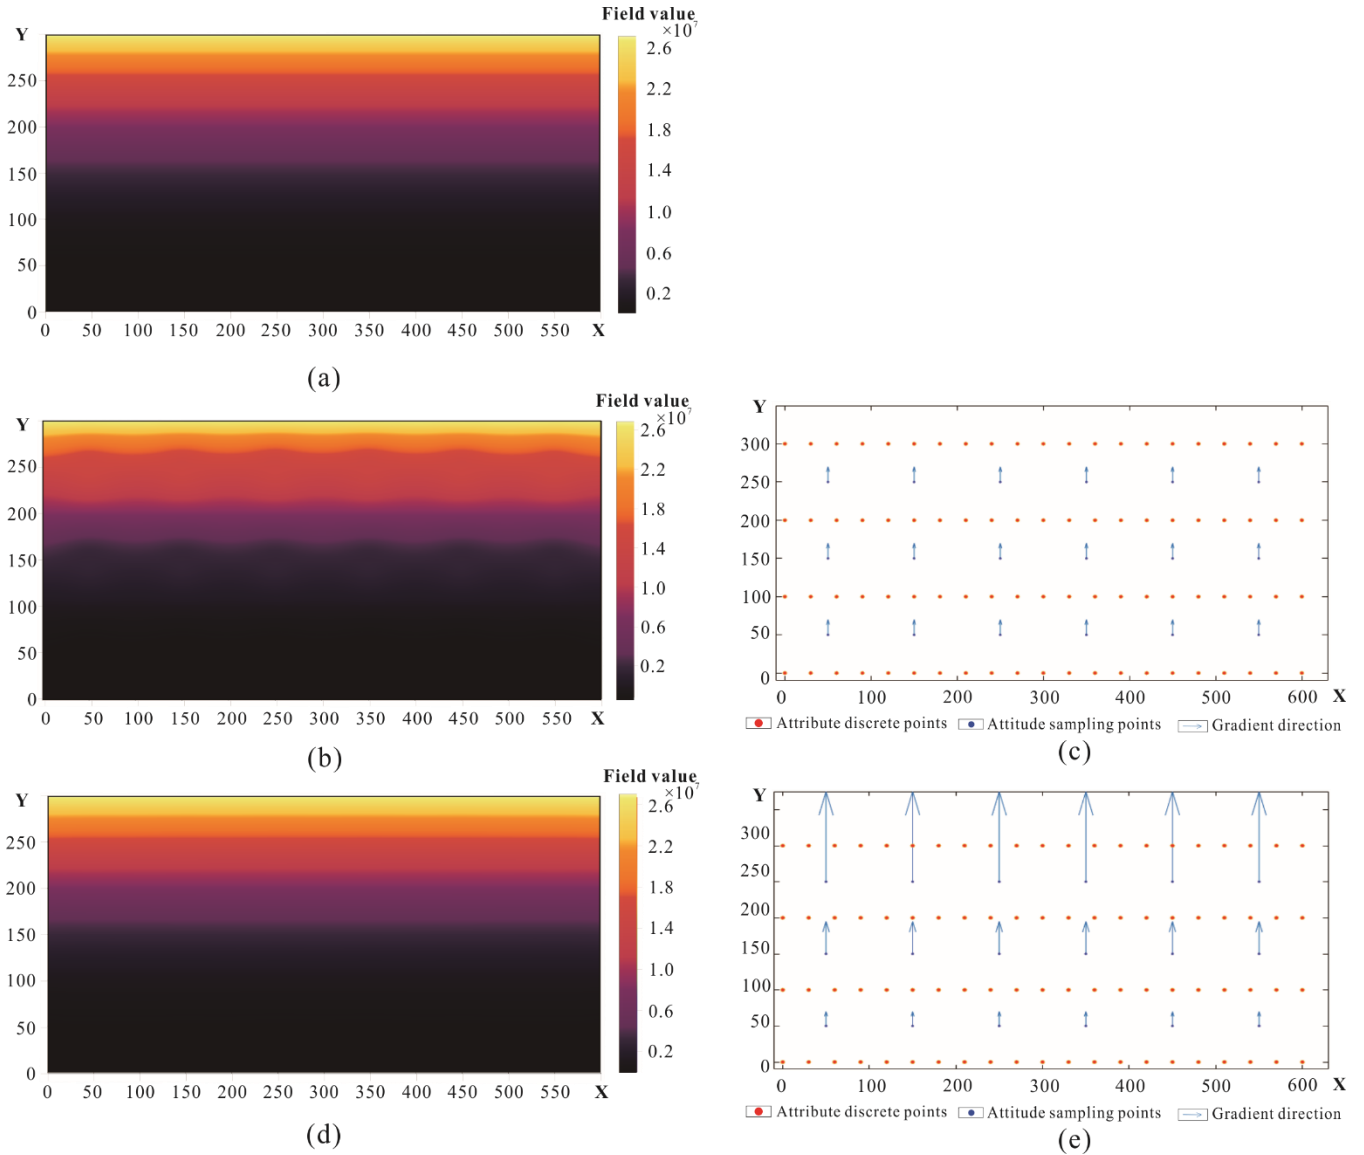 Field value
×10⁷
Y
2.6
250
2.2
200
1.8
150
1.4
100
1.0
50
0.6
0
0.2
0 50 100 150 200 250 300 350 400 450 500 550 X
(a)
Field value
×10⁷
Y
2.6
250
2.2
200
1.8
150
1.4
100
1.0
50
0.6
0
0.2
0 50 100 150 200 250 300 350 400 450 500 550 X
(b)
Y
300
250
200
150
100
50
0
0 100 200 300 400 500 600 X
Attribute discrete points Attitude sampling points Gradient direction
(c)
Field value
×10⁷
Y
2.6
250
2.2
200
1.8
150
1.4
100
1.0
50
0.6
0
0.2
0 50 100 150 200 250 300 350 400 450 500 550 X
(d)
Y
300
250
200
150
100
50
0
0 100 200 300 400 500 600 X
Attribute discrete points Attitude sampling points Gradient direction
(e)